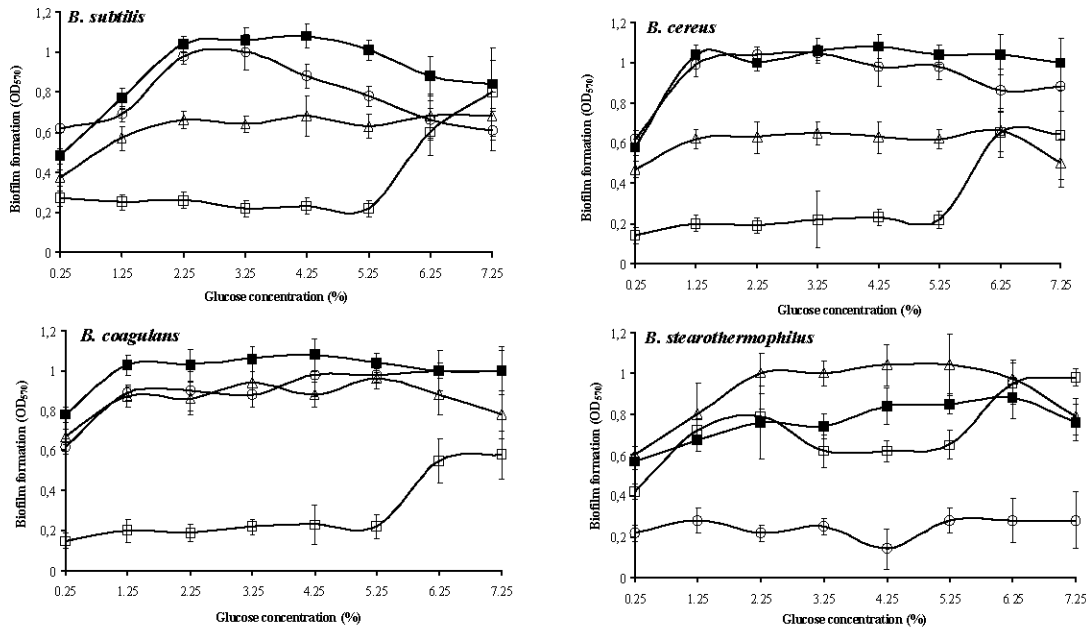 B. subtilis
1,2
1
0,8
0,6
0,4
0,2
0
Biofilm formation (OD570)
0.25 1.25 2.25 3.25 4.25 5.25 6.25 7.25
Glucose concentration (%)
B. cereus
1,2
1
0,8
0,6
0,4
0,2
0
Biofilm formation (OD570)
0.25 1.25 2.25 3.25 4.25 5.25 6.25 7.25
Glucose concentration (%)
B. coagulans
1,2
1
0,8
0,6
0,4
0,2
0
Biofilm formation (OD570)
0.25 1.25 2.25 3.25 4.25 5.25 6.25 7.25
Glucose concentration (%)
B. stearothermophilus
1,2
1
0,8
0,6
0,4
0,2
0
Biofilm formation (OD570)
0.25 1.25 2.25 3.25 4.25 5.25 6.25 7.25
Glucose concentration (%)